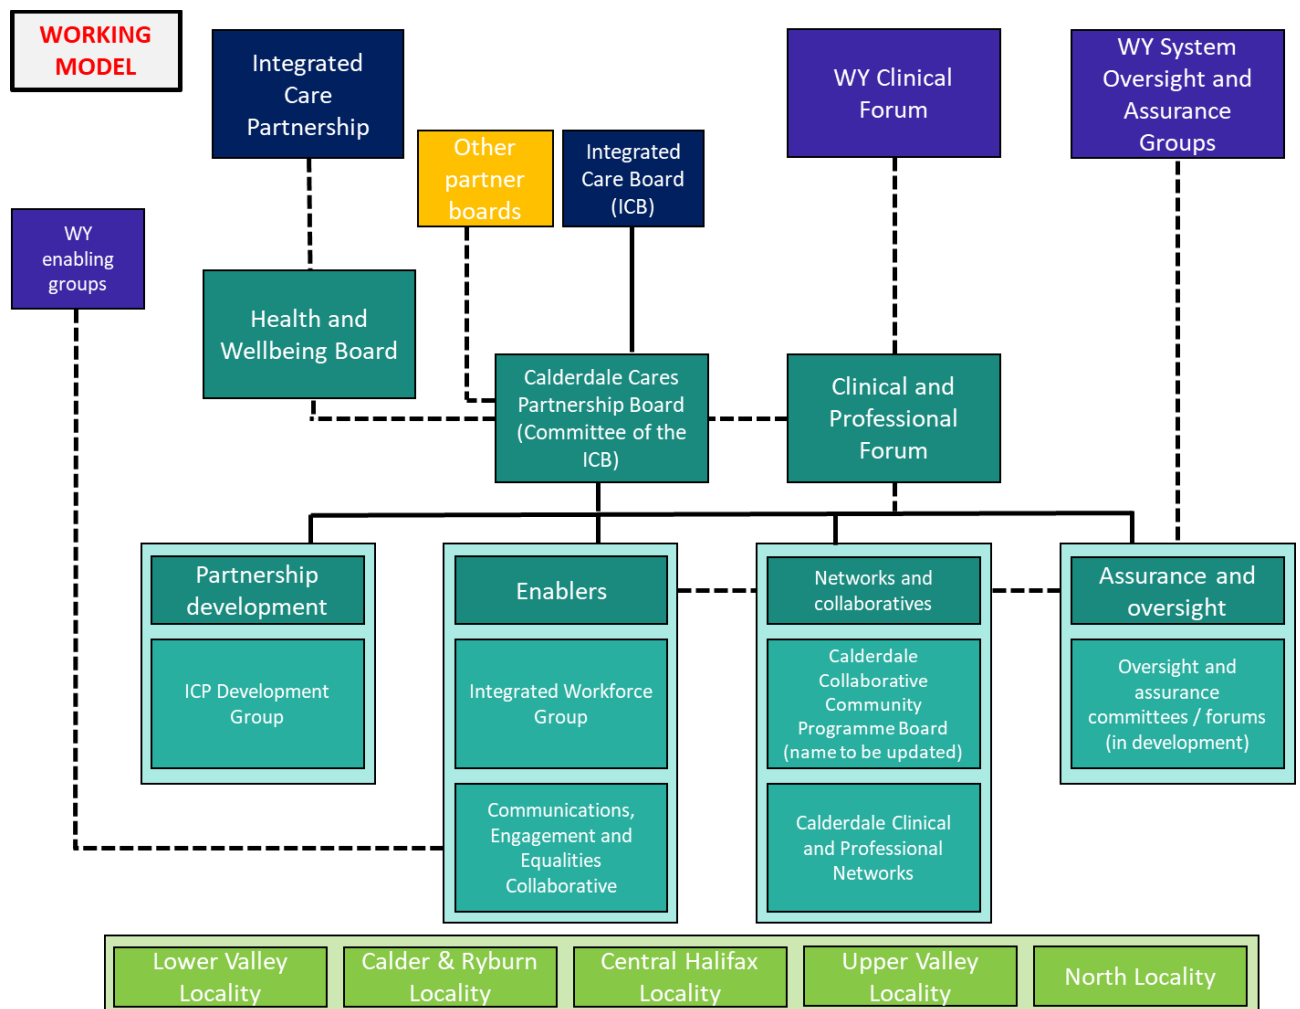 WORKING
MODEL
Integrated
Care
Partnership
Other
partner
boards
Integrated
Care Board
(ICB)
WY Clinical
Forum
WY System
Oversight and
Assurance
Groups
WY
enabling
groups
Health and
Wellbeing Board
Calderdale Cares
Partnership Board
(Committee of the
ICB)
Clinical and
Professional
Forum
Partnership
development
ICP Development
Group
Enablers
Integrated Workforce
Group
Communications,
Engagement and
Equalities
Collaborative
Networks and
collaboratives
Calderdale
Collaborative
Community
Programme Board
(name to be updated)
Calderdale Clinical
and Professional
Networks
Assurance and
oversight
Oversight and
assurance
committees / forums
(in development)
Lower Valley
Locality
Calder & Ryburn
Locality
Central Halifax
Locality
Upper Valley
Locality
North Locality